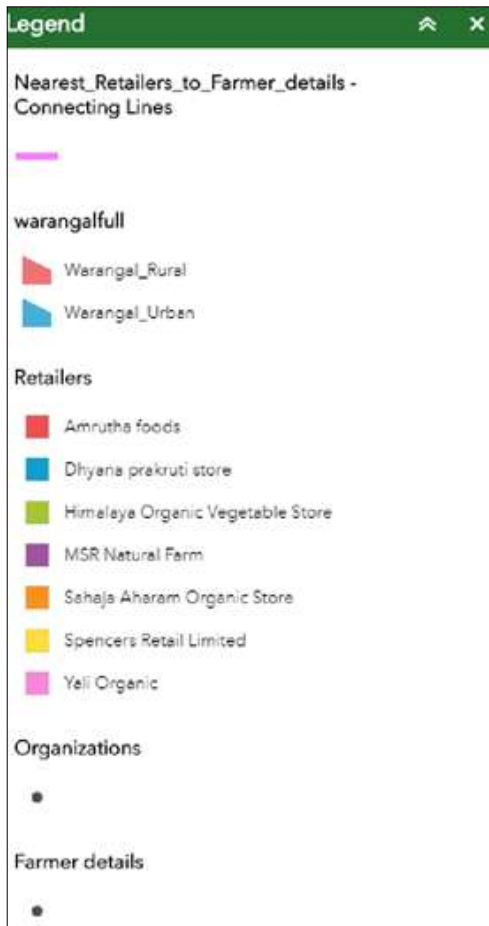 Legend
Nearest_Retailers_to_Farmer_details -
Connecting Lines
warangalfull
Warangal_Rural
Warangal_Urban
Retailers
Amrutha foods
Dhyana prakruti store
Himalaya Organic Vegetable Store
MSR Natural Farm
Sahaja Aharam Organic Store
Spencers Retail Limited
Yali Organic
Organizations
Farmer details